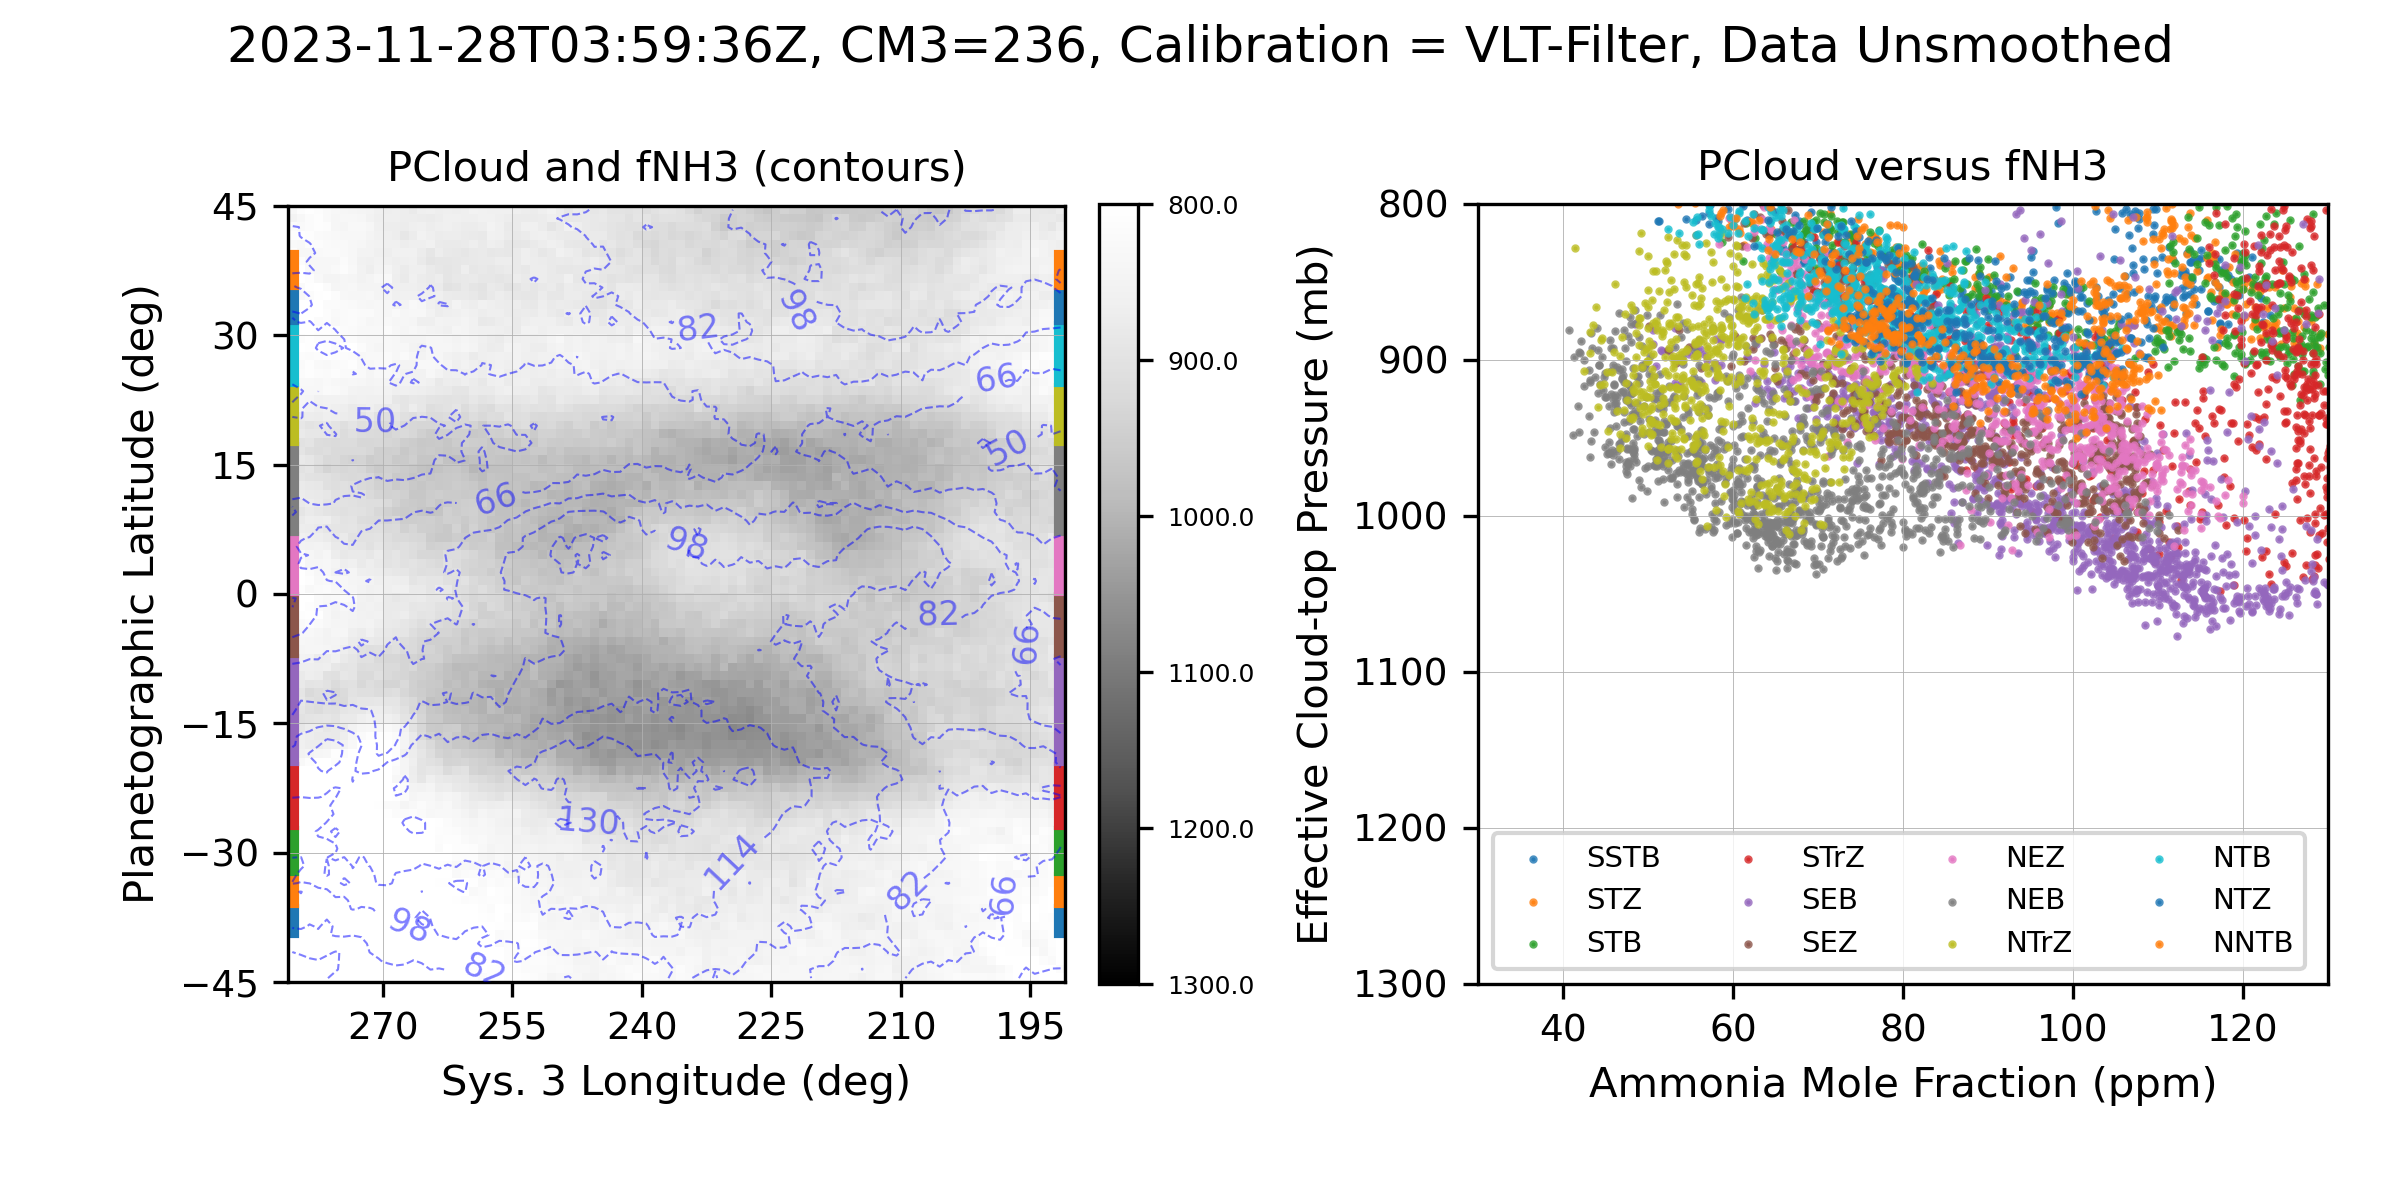 2023-11-28T03:59:36Z, CM3=236, Calibration = VLT-Filter, Data Unsmoothed
PCloud and fNH3 (contours)
Planetographic Latitude (deg)
45
30
15
0
−15
−30
−45
270 255 240 225 210 195
Sys. 3 Longitude (deg)
98
82
66
50
50
66
98
82
66
130
114
82
66
98
82
800.0
900.0
1000.0
1100.0
1200.0
1300.0
PCloud versus fNH3
Effective Cloud-top Pressure (mb)
800
900
1000
1100
1200
1300
SSTB STrZ NEZ NTB
STZ SEB NEB NTZ
STB SEZ NTrZ NNTB
40 60 80 100 120
Ammonia Mole Fraction (ppm)